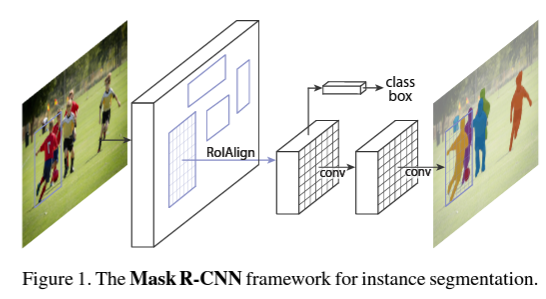 class
box
RoIAlign
conv
conv
Figure 1. The Mask R-CNN framework for instance segmentation.